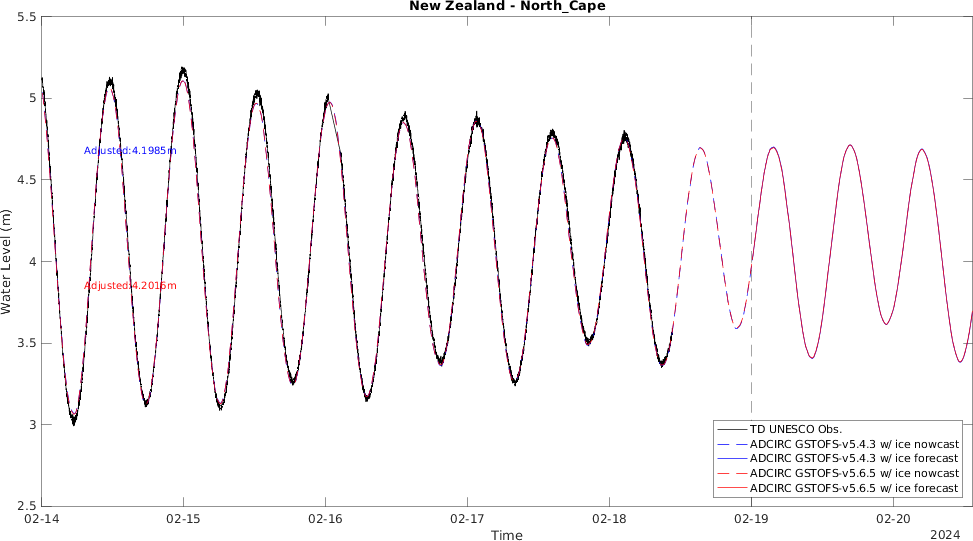 New Zealand - North_Cape
5.5
5
4.5
4
3.5
3
2.5
Water Level (m)
Adjusted:4.1985m
Adjusted:4.2015m
TD UNESCO Obs.
ADCIRC GSTOFS-v5.4.3 w/ ice nowcast
ADCIRC GSTOFS-v5.4.3 w/ ice forecast
ADCIRC GSTOFS-v5.6.5 w/ ice nowcast
ADCIRC GSTOFS-v5.6.5 w/ ice forecast
02-14 02-15 02-16 02-17 02-18 02-19 02-20
Time
2024